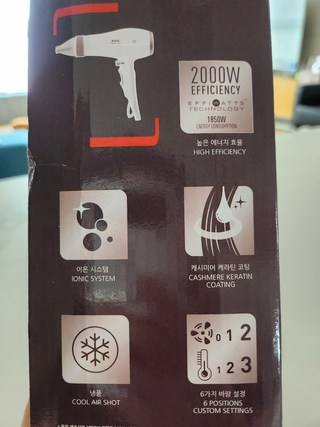 2000W
EFFICIENCY
EFFIWATTS
TECHNOLOGY
1850W
ENERGY CONSUMPTION
높은 에너지 효율
HIGH EFFICIENCY
이온 시스템
IONIC SYSTEM
캐시미어 케라틴 코팅
CASHMERE KERATIN
COATING
0 1 2
1 2 3
냉풍
COOL AIR SHOT
6가지 바람 설정
6 POSITIONS
CUSTOM SETTINGS